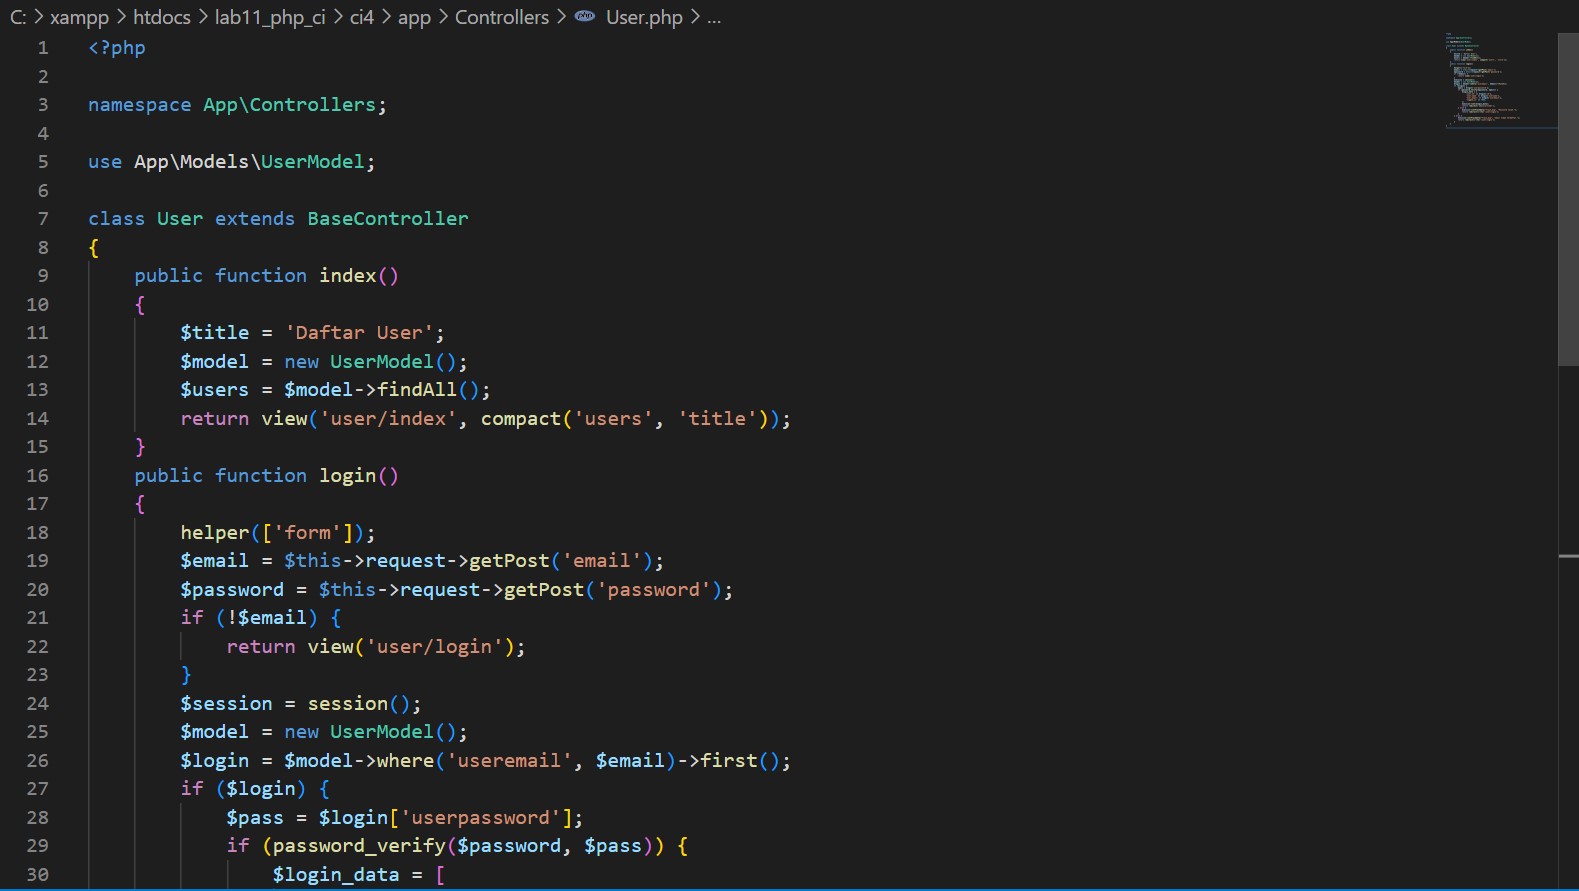 C: > xampp > htdocs > lab11_php_ci > ci4 > app > Controllers > php User.php > ...
1 <?php
2
3 namespace App\Controllers;
4
5 use App\Models\UserModel;
6
7 class User extends BaseController
8 {
9     public function index()
10     {
11         $title = 'Daftar User';
12         $model = new UserModel();
13         $users = $model->findAll();
14         return view('user/index', compact('users', 'title'));
15     }
16     public function login()
17     {
18         helper(['form']);
19         $email = $this->request->getPost('email');
20         $password = $this->request->getPost('password');
21         if (!$email) {
22             return view('user/login');
23         }
24         $session = session();
25         $model = new UserModel();
26         $login = $model->where('useremail', $email)->first();
27         if ($login) {
28             $pass = $login['userpassword'];
29             if (password_verify($password, $pass)) {
30                 $login_data = [